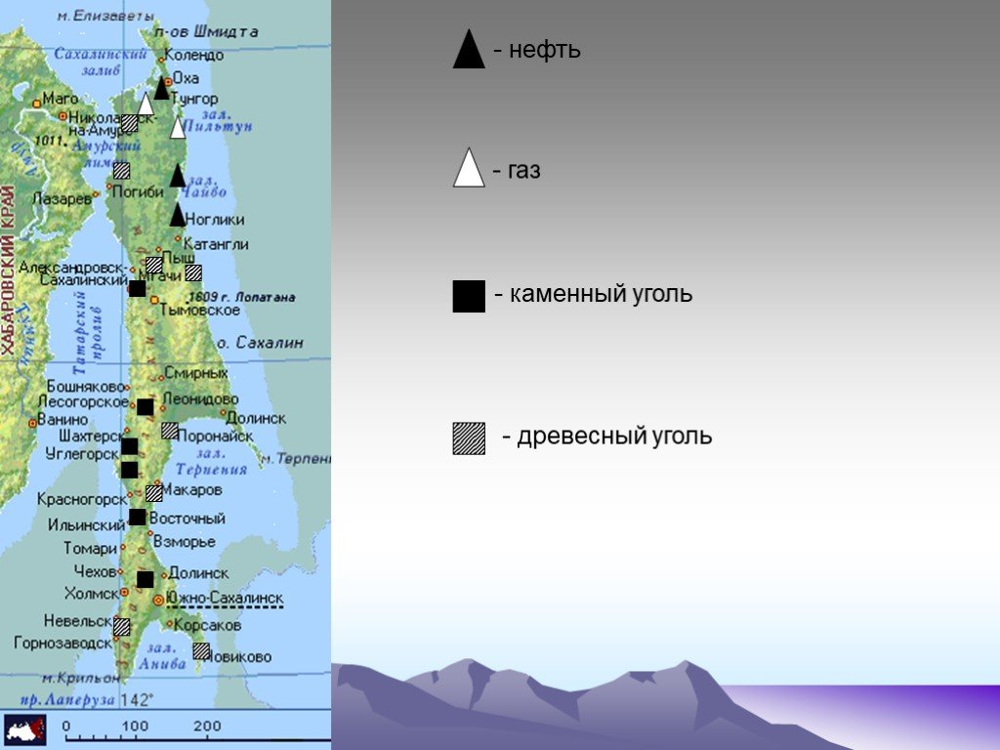 м.Елизаветы
п-ов Шмидта
Сахалинский
залив
Колендо
Оха
Маго
Тунгор
зал.
Пильтун
на-Амуре
1011.
Амурский
лиман
Амур
зал.
Чайво
Погиби
Лазарев
Ноглики
Катангли
ХАБАРОВСКИЙ КРАЙ
Пыш
Александровск-
Сахалинский
Мгачи
1609 г. Лопатана
Тымовское
Татарский
пролив
о. Сахалин
Смирных
Бошняково
Лесогорское
Леонидово
Ванино
Долинск
Шахтерск
Поронайск
Углегорск
зал.
Терпения
м.Терпени
Макаров
Красногорск
Ильинский
Восточный
Взморье
Томари
Чехов
Долинск
Холмск
Южно-Сахалинск
Невельск
Корсаков
Горнозаводск
зал.
Анива
Новиково
м.Крильон
пр.Лаперуза 142°
0 100 200
- нефть
- газ
- каменный уголь
- древесный уголь